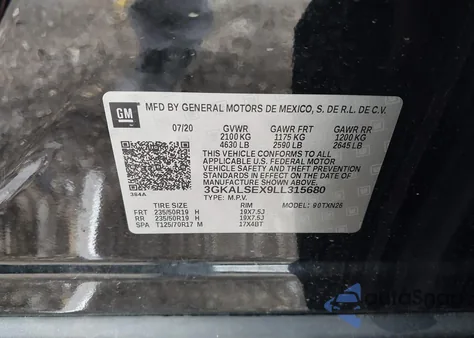 GM
MFD BY GENERAL MOTORS DE MEXICO, S. DE R.L. DE C.V.
07/20 GVWR GAWR FRT GAWR RR
2100 KG 1175 KG 1200 KG
4630 LB 2590 LB 2645 LB
THIS VEHICLE CONFORMS TO ALL
APPLICABLE U.S. FEDERAL MOTOR
VEHICLE SAFETY AND THEFT
PREVENTION STANDARDS IN EFFECT
ON THE DATE OF
MANUFACTURE SHOWN ABOVE.
3GKALSEX9LL315680
TYPE: M.P.V. MODEL: 90TXN26
384A
TIRE SIZE RIM
FRT 235/50R19 H 19X7.5J
RR 235/50R19 H 19X7.5J
SPA T125/70R17 M 17X4BT